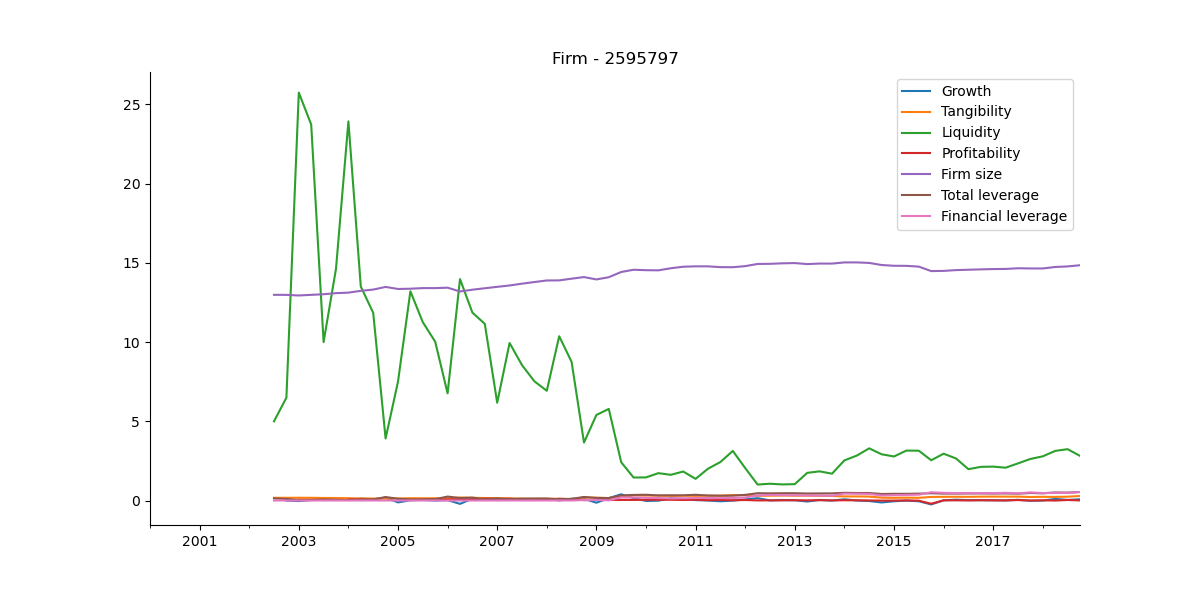 Firm - 2595797
Growth
Tangibility
Liquidity
Profitability
Firm size
Total leverage
Financial leverage
25
20
15
10
5
0
2001 2003 2005 2007 2009 2011 2013 2015 2017